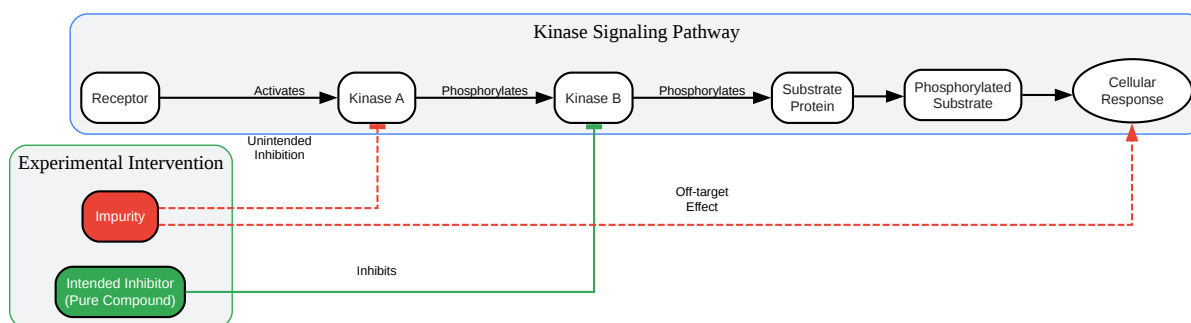 Kinase Signaling Pathway
Receptor
Activates
Kinase A
Phosphorylates
Kinase B
Phosphorylates
Substrate
Protein
Phosphorylated
Substrate
Cellular
Response
Unintended
Inhibition
Experimental Intervention
Impurity
Off-target
Effect
Inhibits
Intended Inhibitor
(Pure Compound)